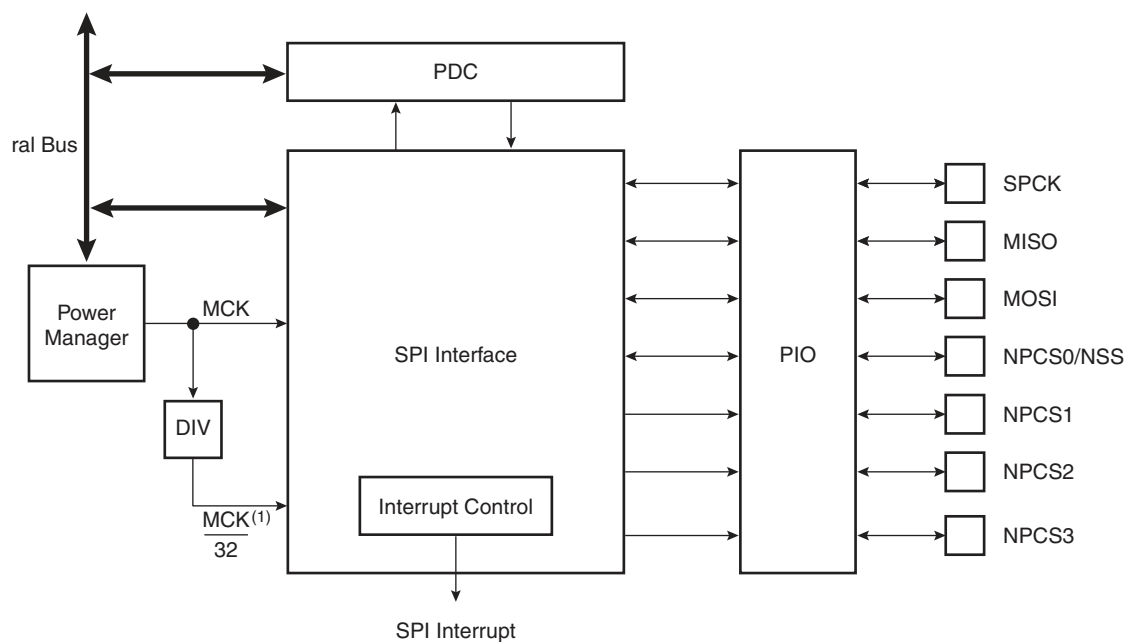 PDC
ral Bus
SPCK
MISO
Power
Manager
MCK
MOSI
SPI Interface
PIO
NPCS0/NSS
DIV
NPCS1
NPCS2
Interrupt Control
MCK(1)
32
NPCS3
SPI Interrupt